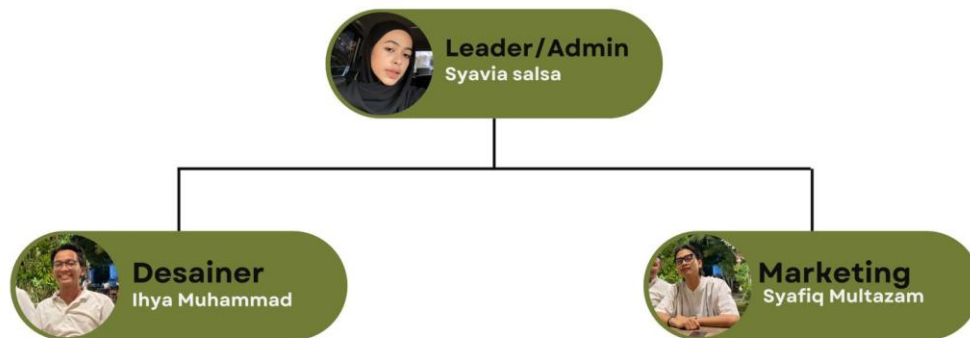 Leader/Admin
Syavia salsa
Desainer
Ihya Muhammad
Marketing
Syafiq Multazam